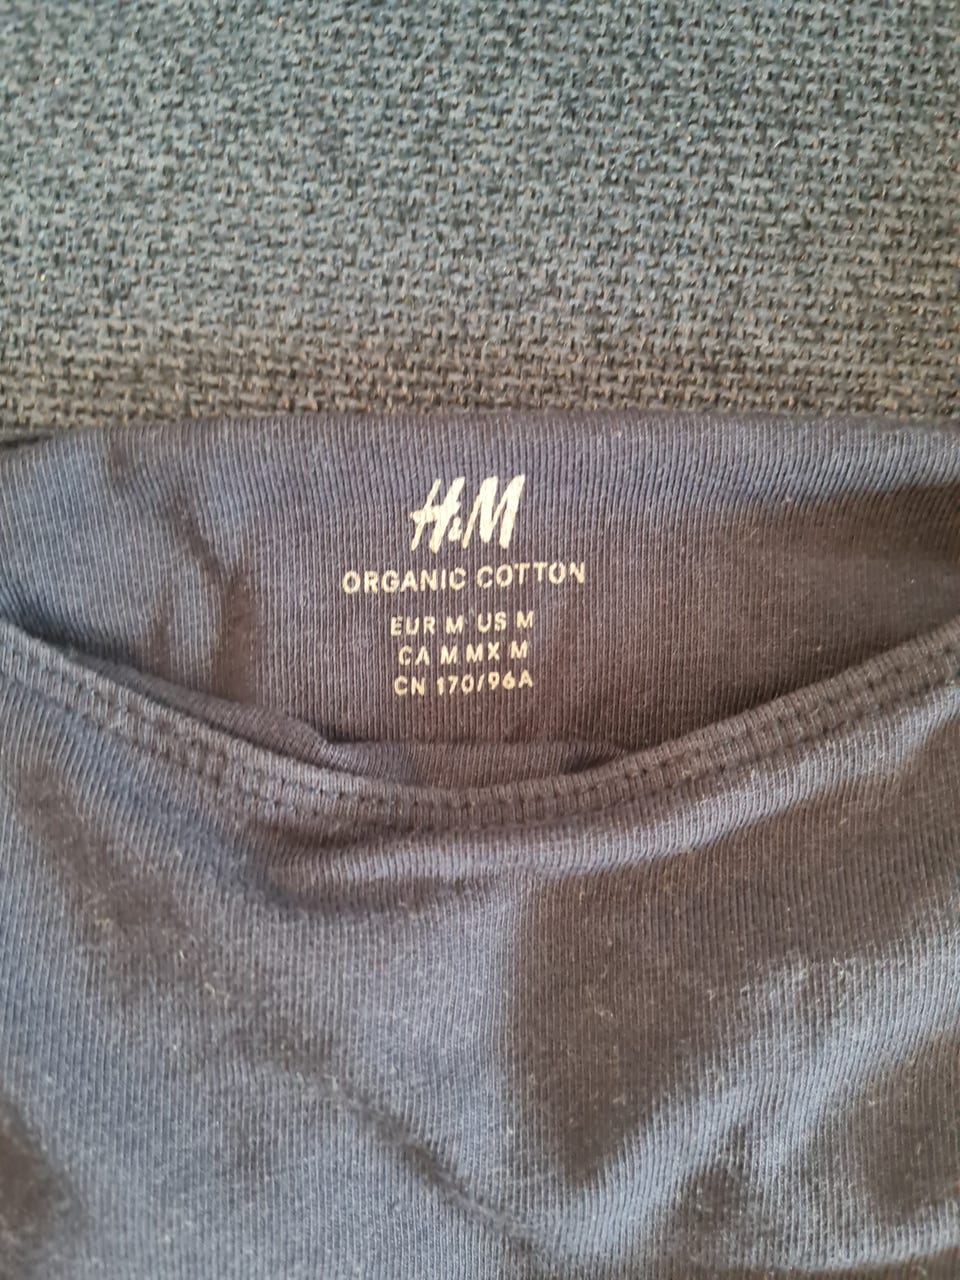 H&M
ORGANIC COTTON
EUR M US M
CA M MX M
CN 170/96A